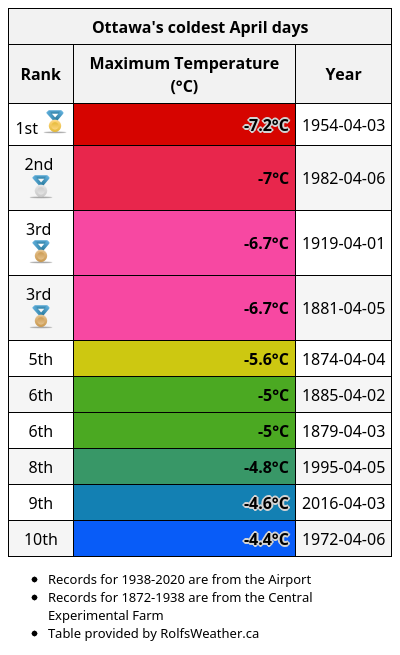 Ottawa's coldest April days
Rank Maximum Temperature (°C) Year
1st -7.2°C 1954-04-03
2nd -7°C 1982-04-06
3rd -6.7°C 1919-04-01
3rd -6.7°C 1881-04-05
5th -5.6°C 1874-04-04
6th -5°C 1885-04-02
6th -5°C 1879-04-03
8th -4.8°C 1995-04-05
9th -4.6°C 2016-04-03
10th -4.4°C 1972-04-06
Records for 1938-2020 are from the Airport
Records for 1872-1938 are from the Central
Experimental Farm
Table provided by RolfsWeather.ca